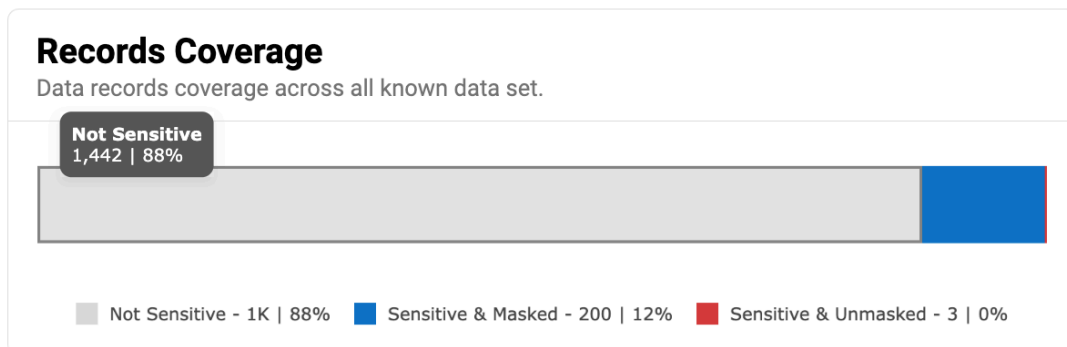 Records Coverage
Data records coverage across all known data set.
Not Sensitive
1,442 | 88%
Not Sensitive - 1K | 88%
Sensitive & Masked - 200 | 12%
Sensitive & Unmasked - 3 | 0%